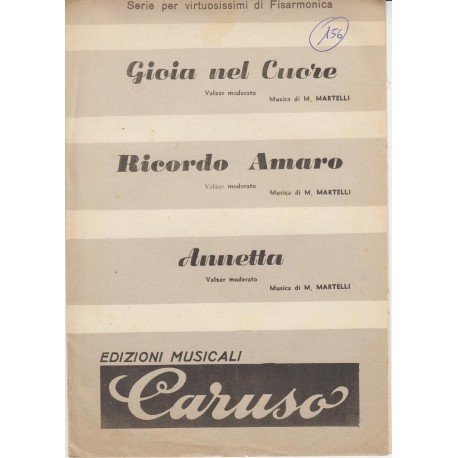 Serie per virtuosissimi di Fisarmonica
156
Gioia nel Cuore
Valzer moderato
Musica di M. MARTELLI
Ricordo Amaro
Valzer moderato
Musica di M. MARTELLI
Annetta
Valzer moderato
Musica di M. MARTELLI
EDIZIONI MUSICALI
Caruso